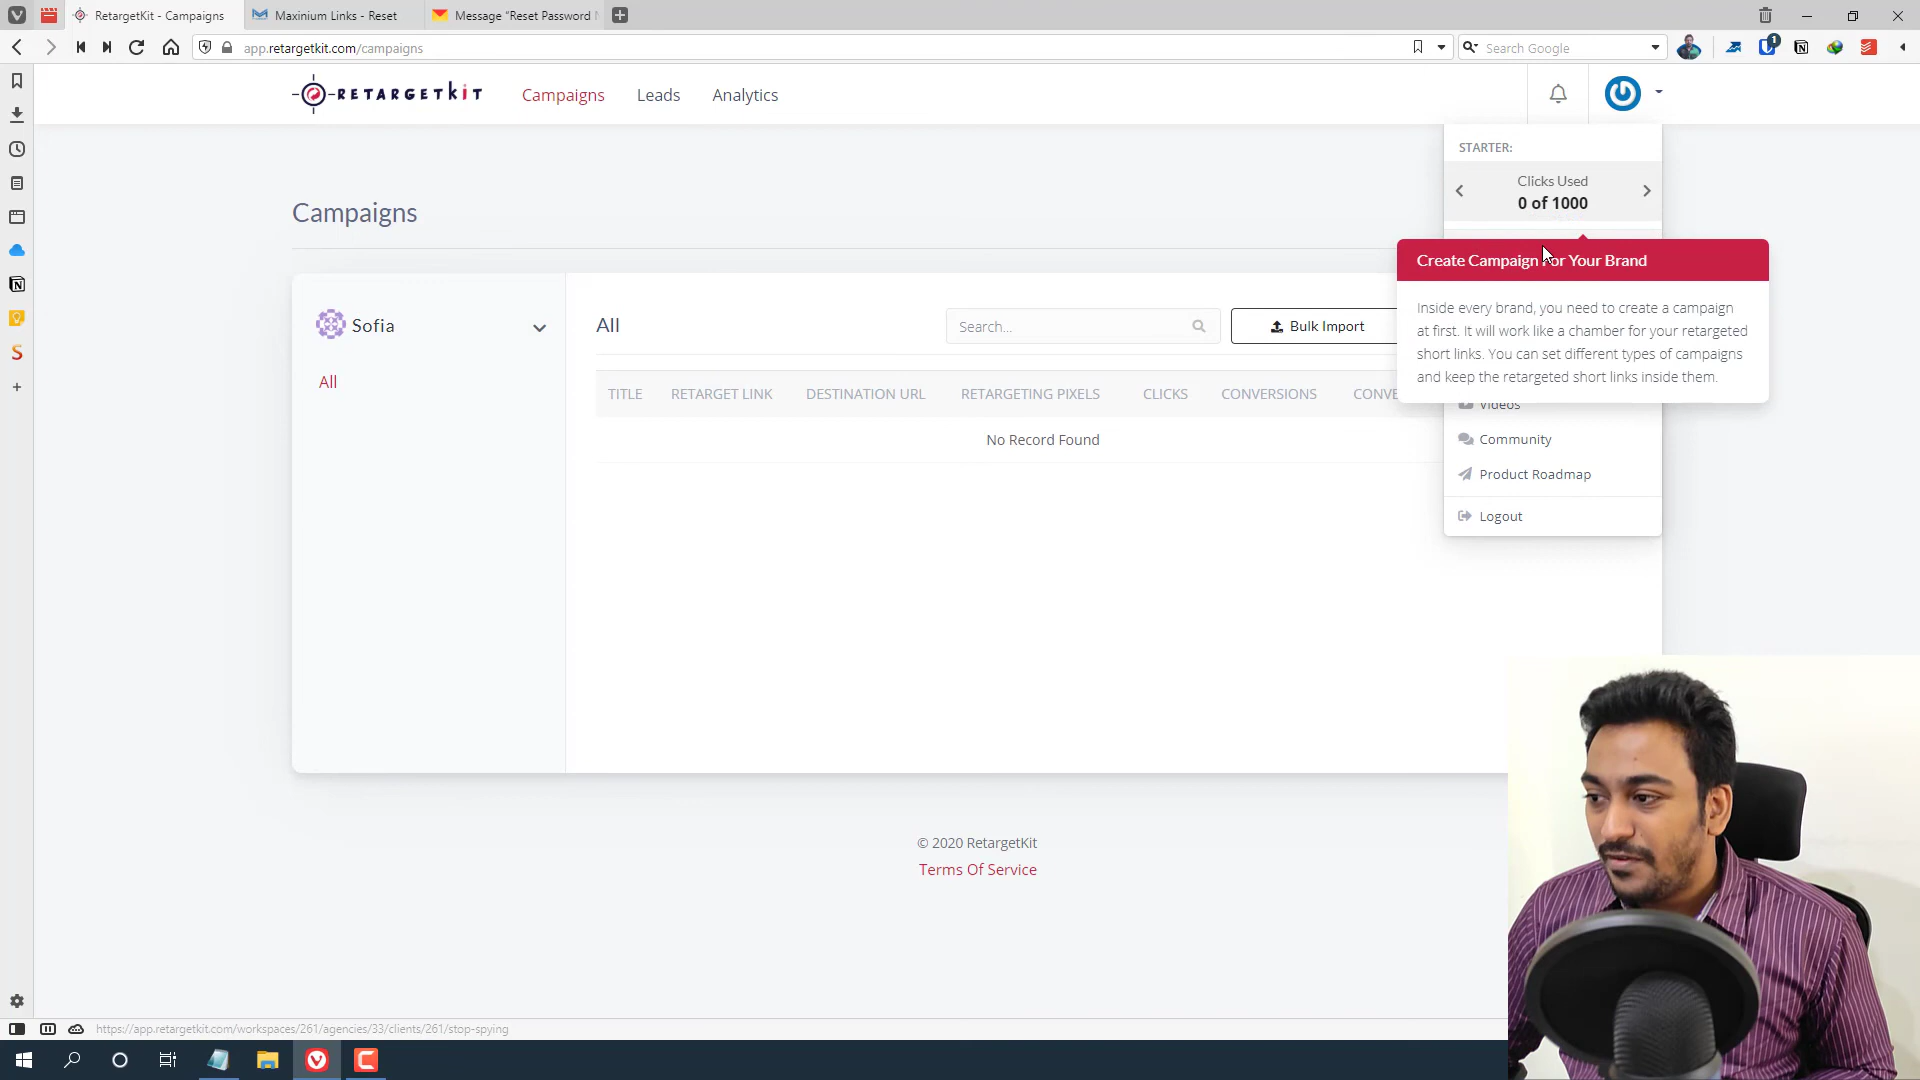 RetargetKit - Campaigns
Maxinium Links - Reset
Message "Reset Password
app.retargetkit.com/campaigns
Search Google
1
RETARGETKIT
Campaigns
Leads
Analytics
STARTER:
Clicks Used
0 of 1000
Campaigns
Create Campaign For Your Brand
Inside every brand, you need to create a campaign
at first. It will work like a chamber for your retargeted
short links. You can set different types of campaigns
and keep the retargeted short links inside them.
Sofia
All
All
Search...
Bulk Import
TITLE
RETARGET LINK
DESTINATION URL
RETARGETING PIXELS
CLICKS
CONVERSIONS
CONVE
No Record Found
Videos
Community
Product Roadmap
Logout
© 2020 RetargetKit
Terms Of Service
https://app.retargetkit.com/workspaces/261/agencies/33/clients/261/stop-spying